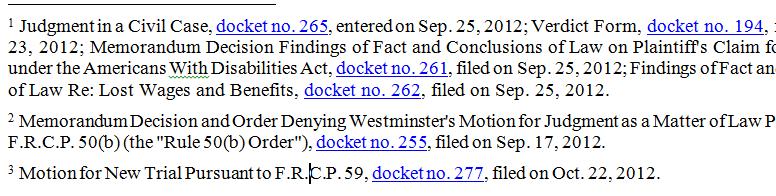 1 Judgment in a Civil Case, docket no. 265, entered on Sep. 25, 2012; Verdict Form, docket no. 194,
23, 2012; Memorandum Decision Findings of Fact and Conclusions of Law on Plaintiff's Claim fo
under the Americans With Disabilities Act, docket no. 261, filed on Sep. 25, 2012; Findings of Fact an
of Law Re: Lost Wages and Benefits, docket no. 262, filed on Sep. 25, 2012.
2 Memorandum Decision and Order Denying Westminster's Motion for Judgment as a Matter of Law P
F.R.C.P. 50(b) (the "Rule 50(b) Order"), docket no. 255, filed on Sep. 17, 2012.
3 Motion for New Trial Pursuant to F.R.C.P. 59, docket no. 277, filed on Oct. 22, 2012.